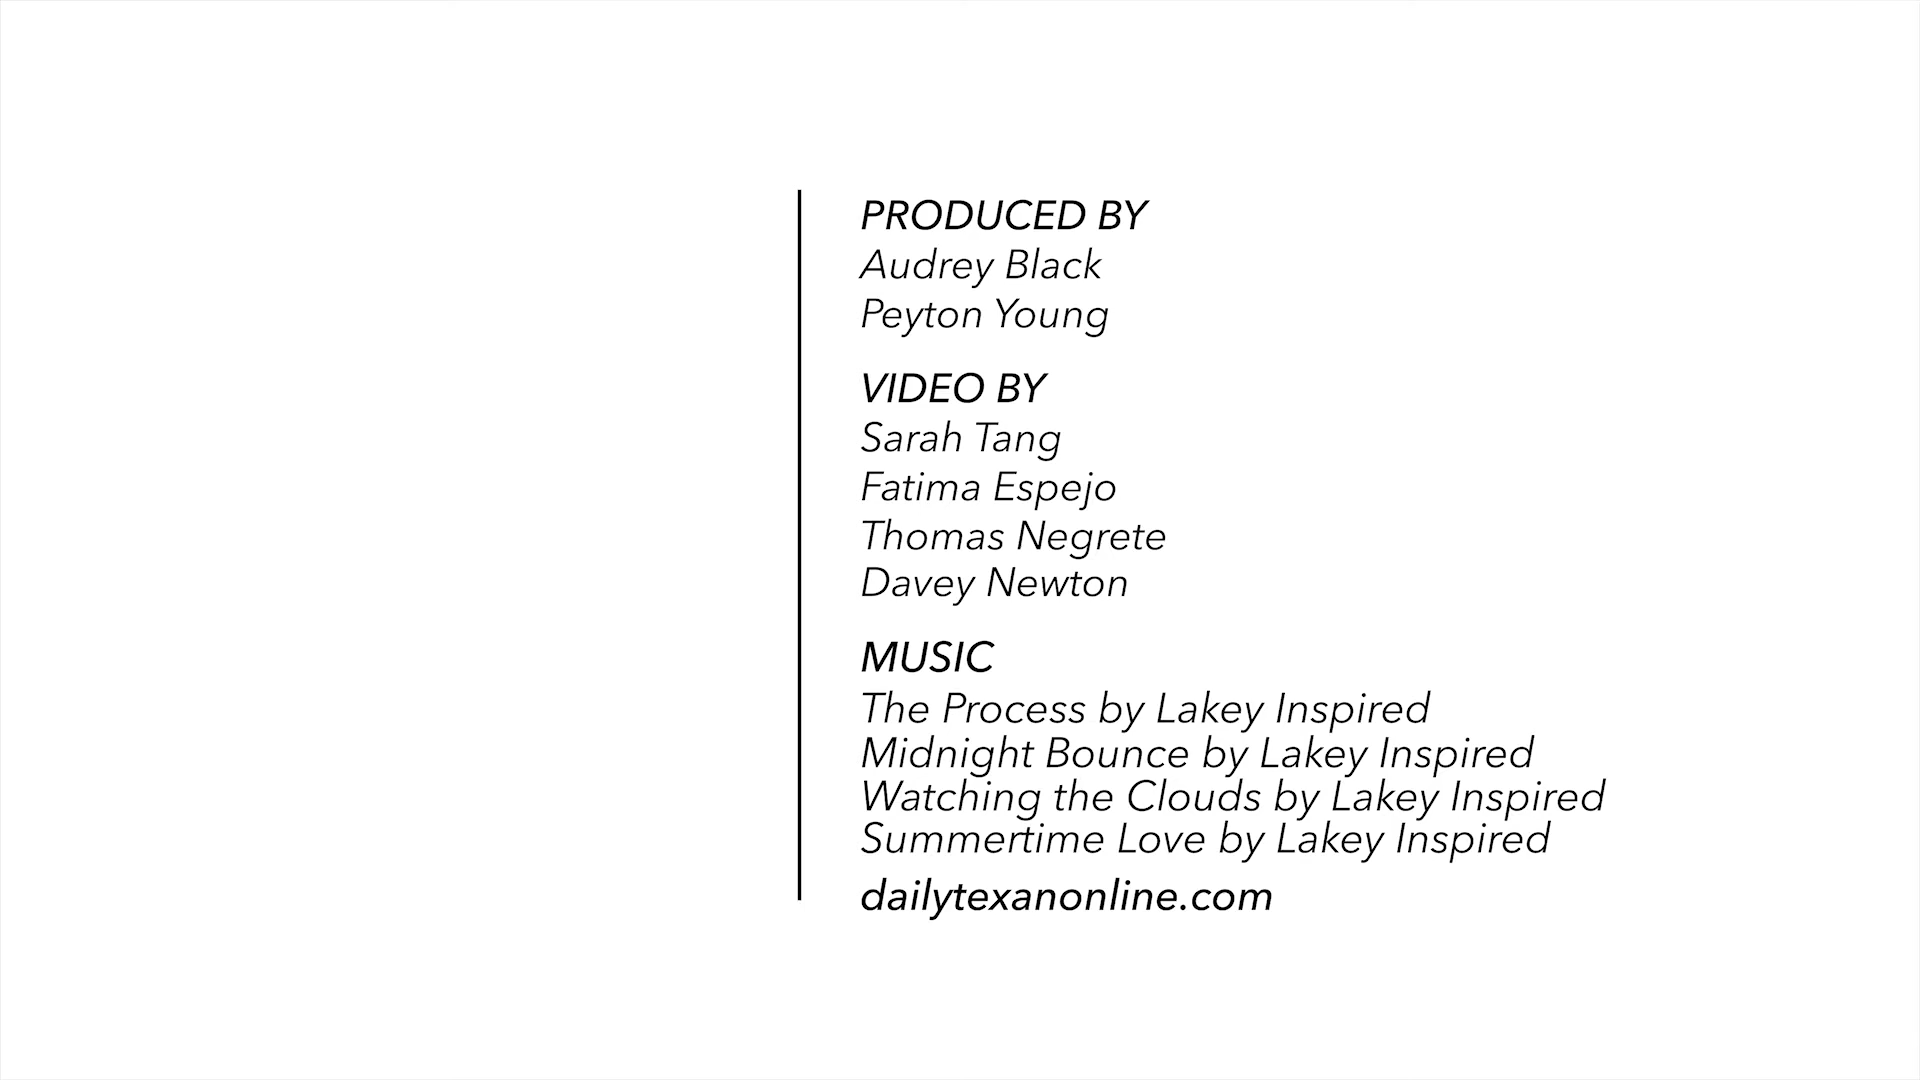 PRODUCED BY
Audrey Black
Peyton Young
VIDEO BY
Sarah Tang
Fatima Espejo
Thomas Negrete
Davey Newton
MUSIC
The Process by Lakey Inspired
Midnight Bounce by Lakey Inspired
Watching the Clouds by Lakey Inspired
Summertime Love by Lakey Inspired
dailytexanonline.com